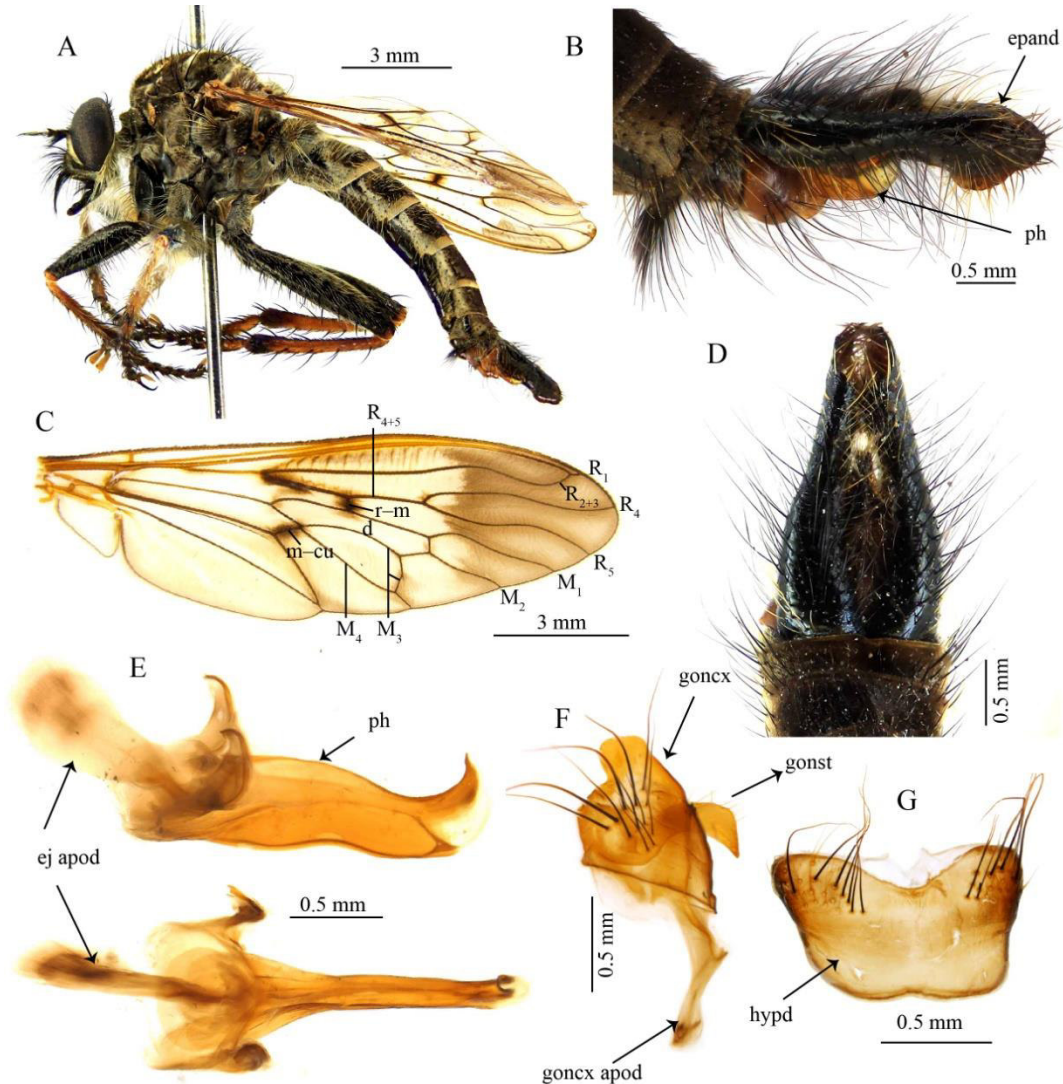 A
3 mm
B
epand
ph
0.5 mm
C
R4+5
R1
R2+3
R4
r–m
d
m–cu
R5
M1
M2
M3
M4
3 mm
D
0.5 mm
E
ph
ej apod
0.5 mm
F
goncx
gonst
0.5 mm
goncx apod
G
hypd
0.5 mm